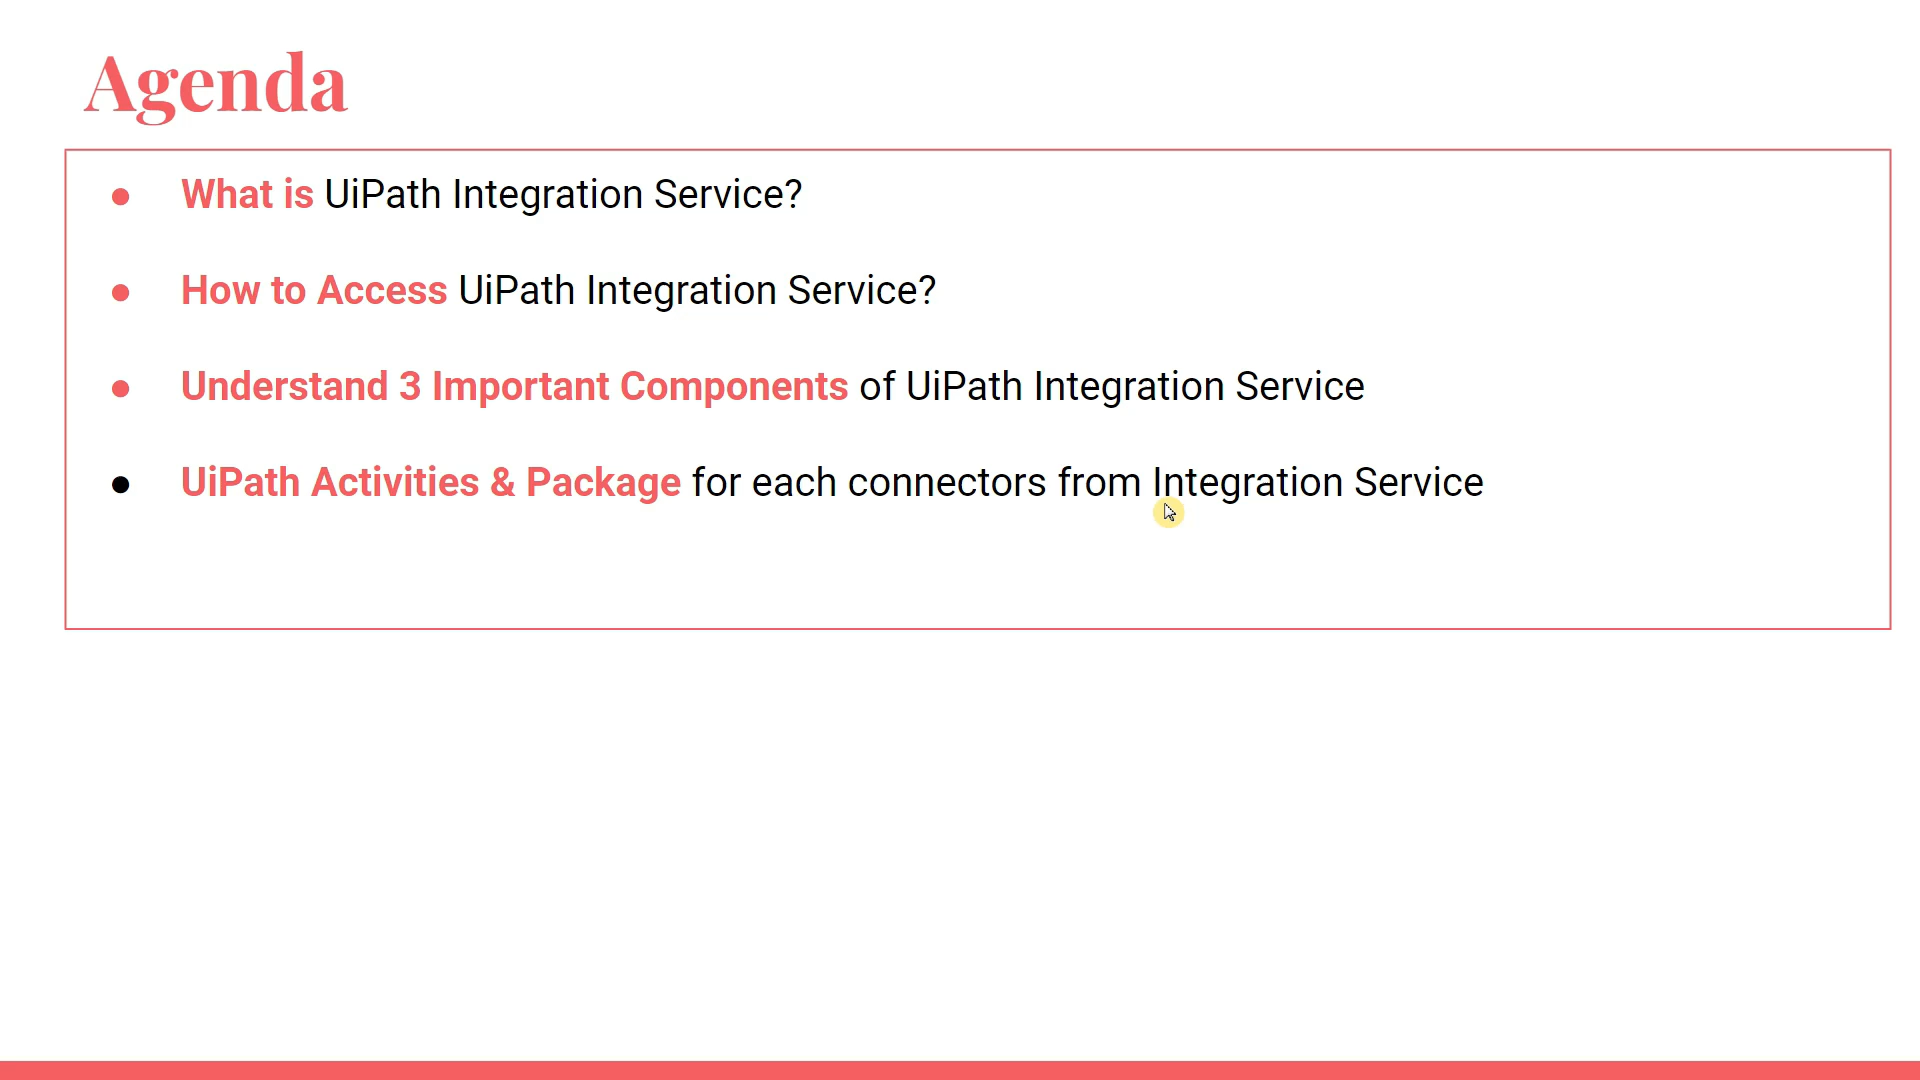 Agenda
● What is UiPath Integration Service?
● How to Access UiPath Integration Service?
● Understand 3 Important Components of UiPath Integration Service
● UiPath Activities & Package for each connectors from Integration Service